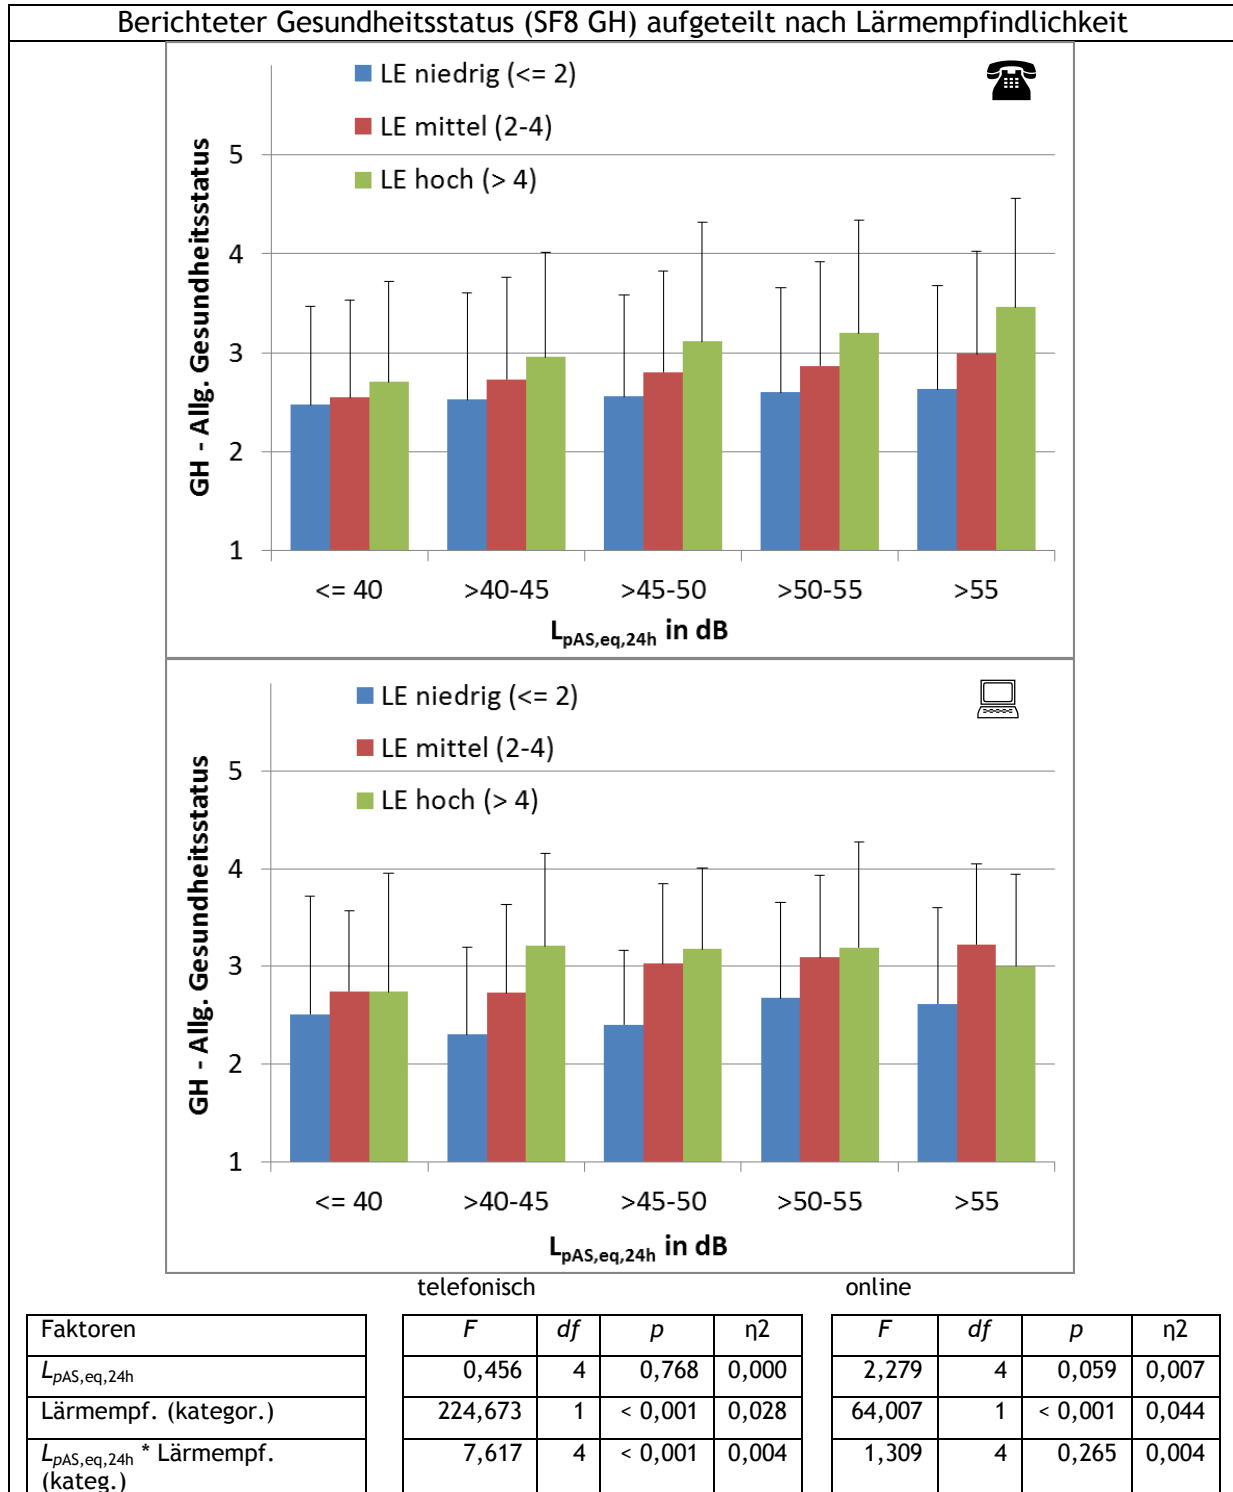 Berichteter Gesundheitsstatus (SF8 GH) aufgeteilt nach Lärmempfindlichkeit
LE niedrig (<= 2)
LE mittel (2-4)
LE hoch (> 4)
GH - Allg. Gesundheitsstatus
5
4
3
2
1
<= 40 >40-45 >45-50 >50-55 >55
LpAS,eq,24h in dB
LE niedrig (<= 2)
LE mittel (2-4)
LE hoch (> 4)
GH - Allg. Gesundheitsstatus
5
4
3
2
1
<= 40 >40-45 >45-50 >50-55 >55
LpAS,eq,24h in dB
telefonisch online
Faktoren F df p η2 F df p η2
LpAS,eq,24h 0,456 4 0,768 0,000 2,279 4 0,059 0,007
Lärmempf. (kategor.) 224,673 1 < 0,001 0,028 64,007 1 < 0,001 0,044
LpAS,eq,24h * Lärmempf. 7,617 4 < 0,001 0,004 1,309 4 0,265 0,004
(kateg.)